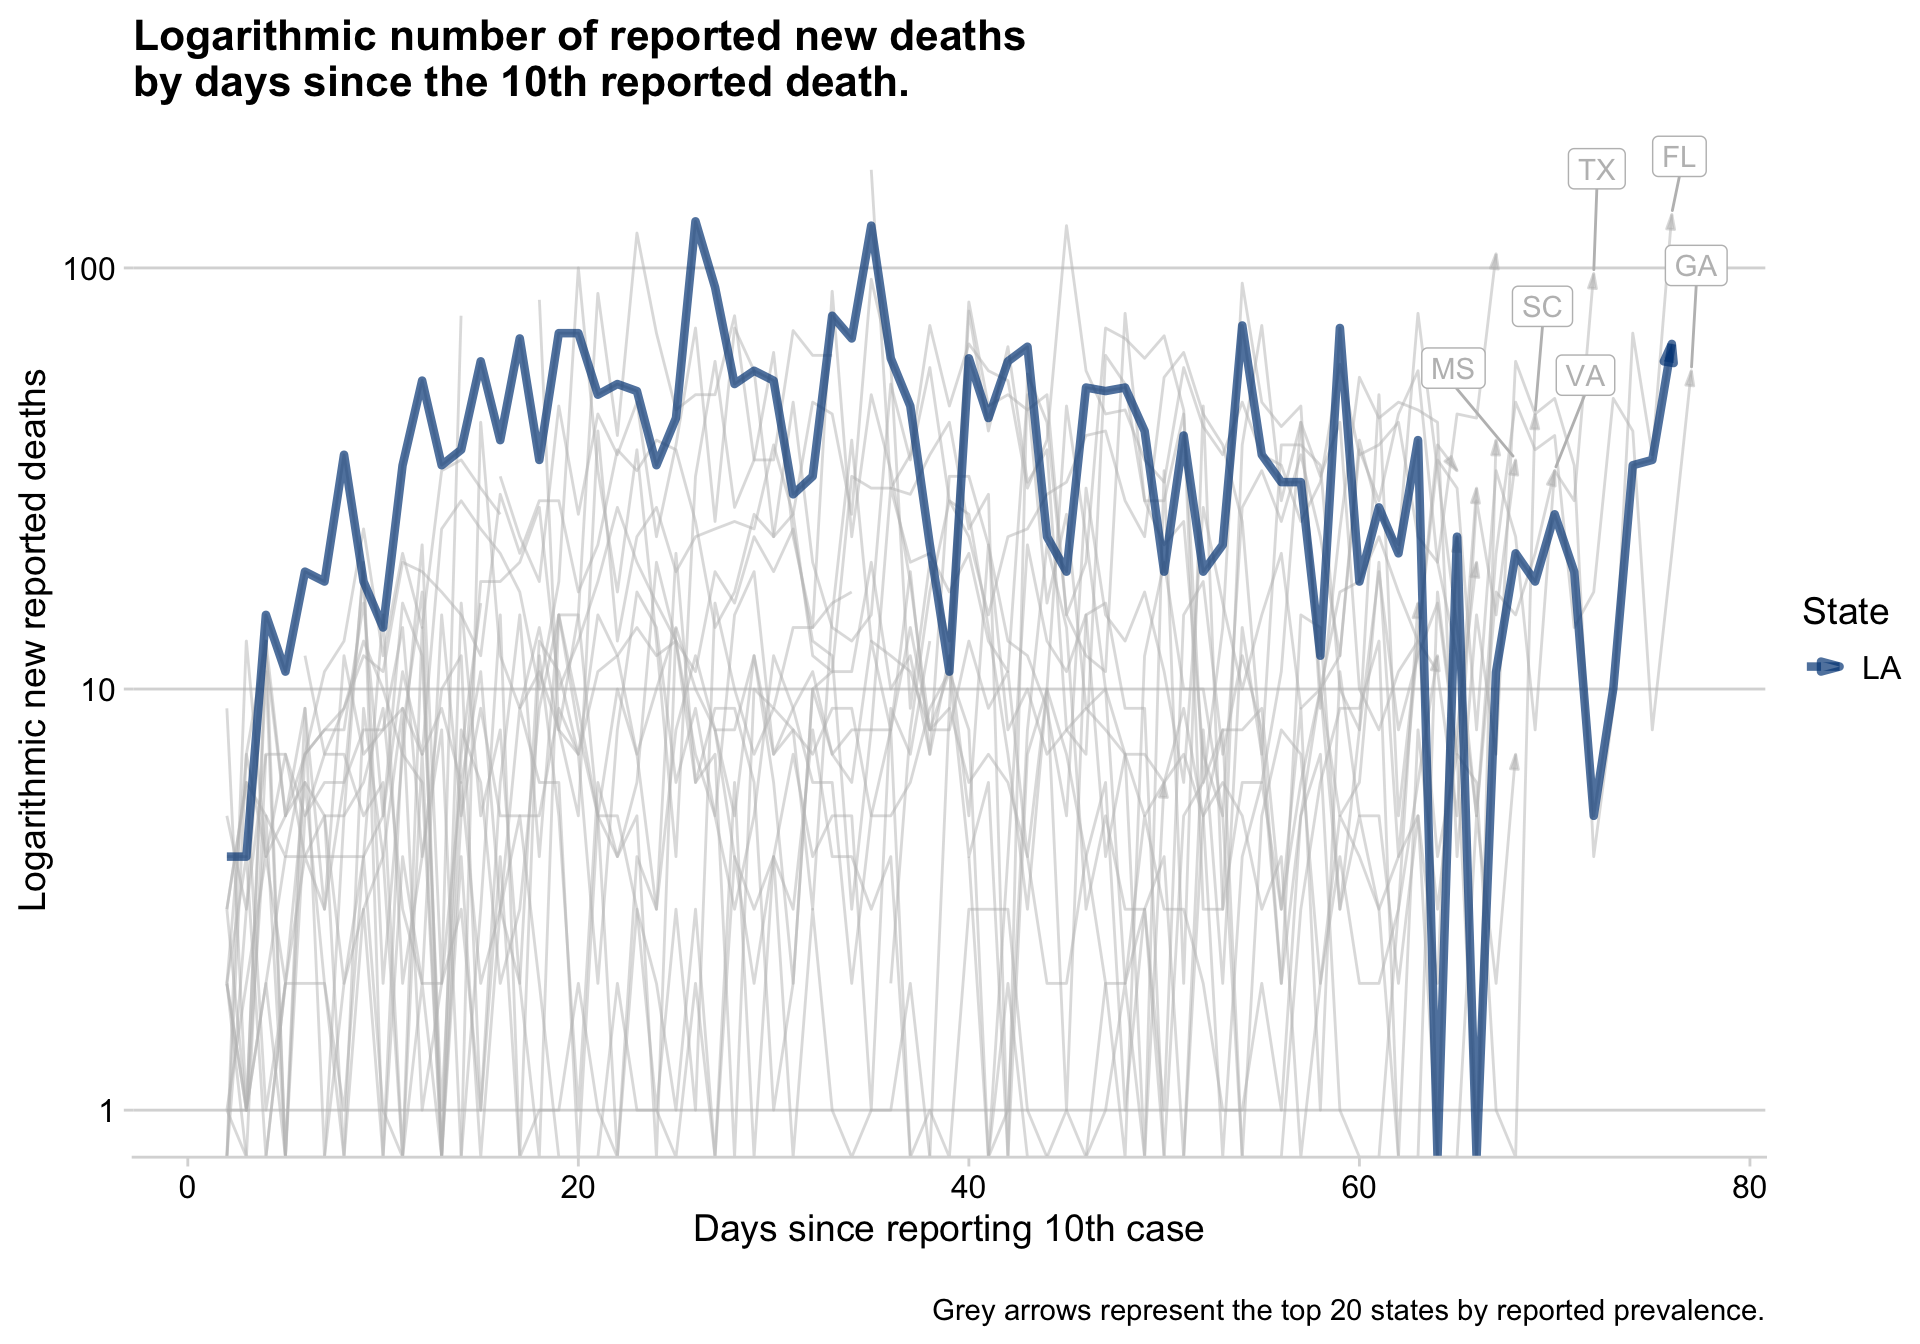 Logarithmic number of reported new deaths
by days since the 10th reported death.
TX
FL
GA
SC
MS
VA
100
10
1
Logarithmic new reported deaths
0
20
40
60
80
Days since reporting 10th case
State
LA
Grey arrows represent the top 20 states by reported prevalence.